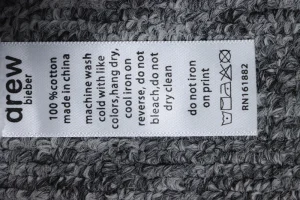 drew
bieber
100 %cotton
made in china
machine wash
cold with like
colors,hang dry,
cool iron on
reverse, do not
bleach,do not
dry clean
do not iron
on print
RN161882